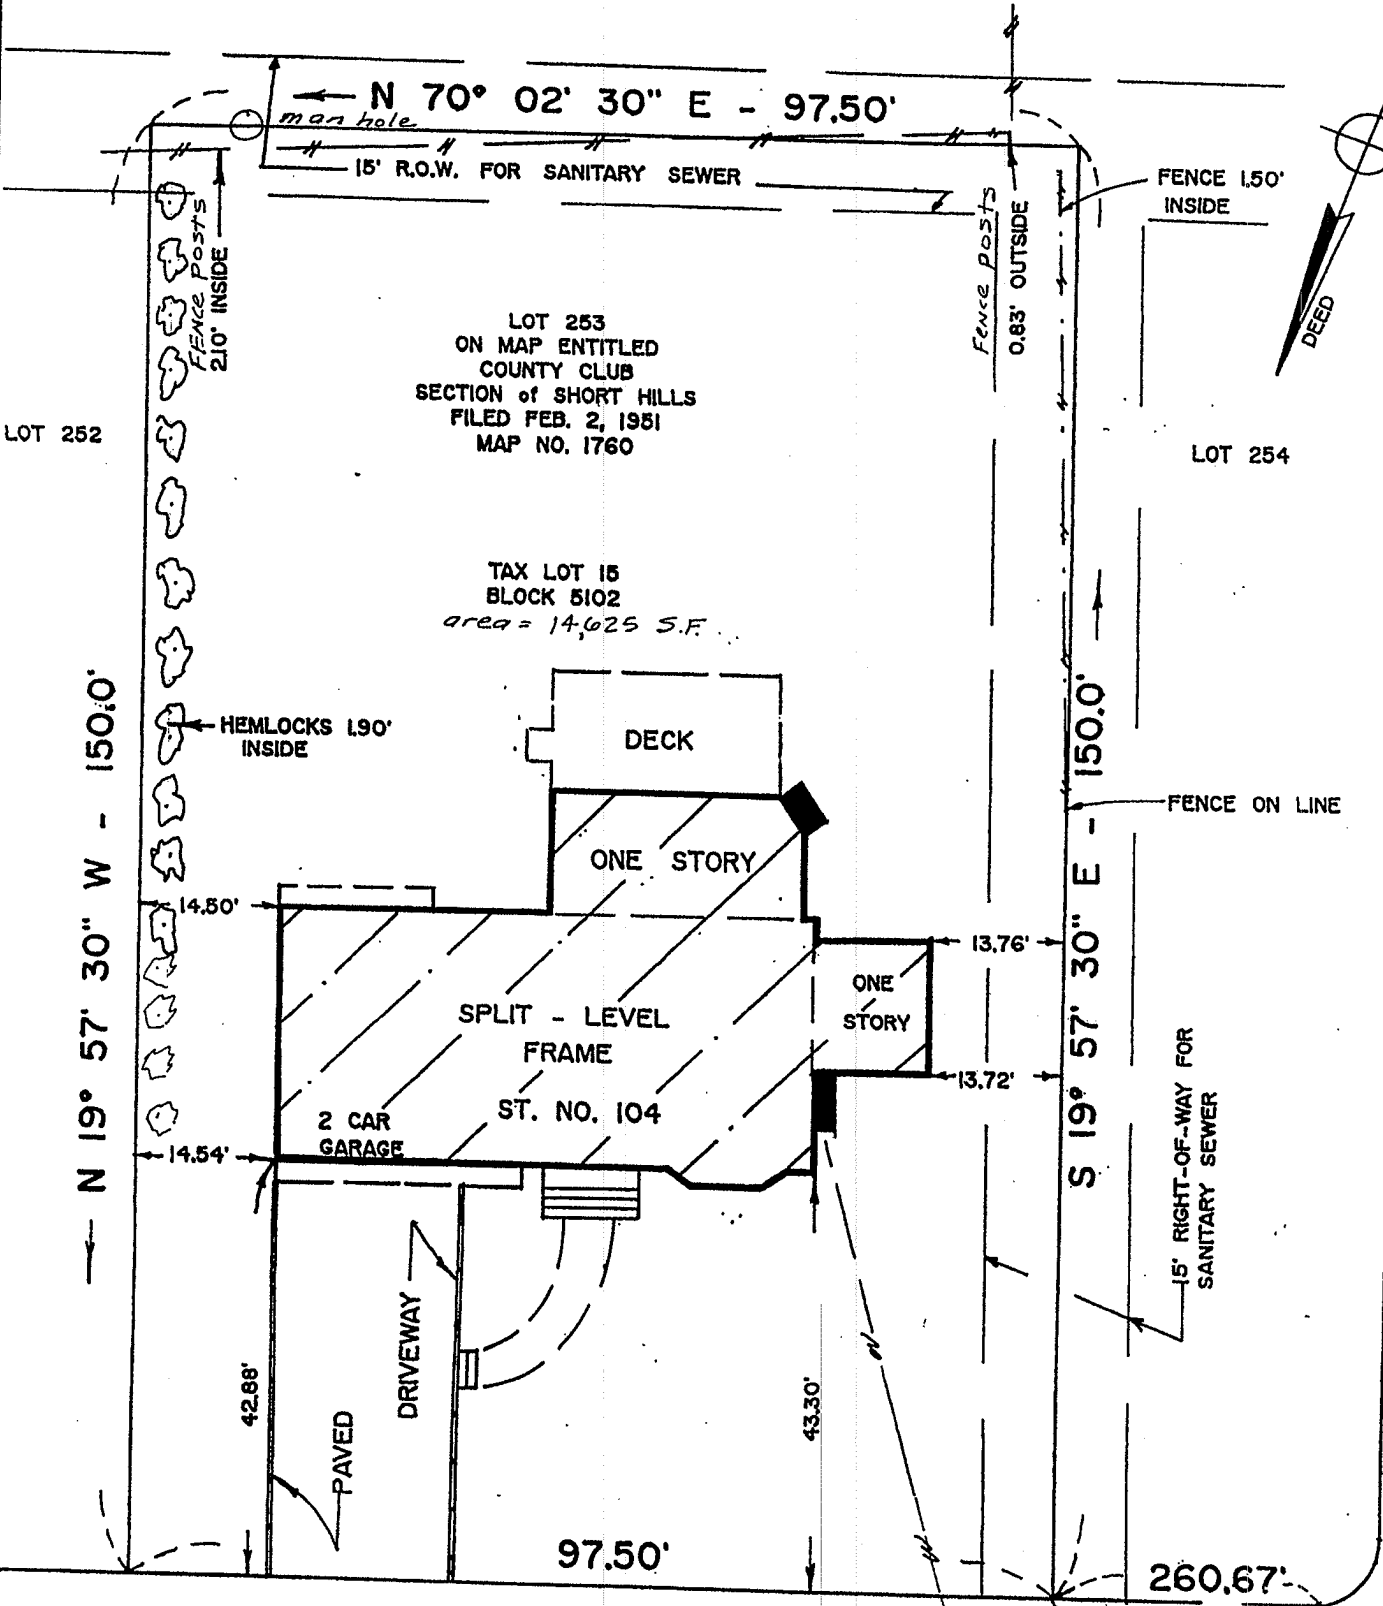 N 70° 02' 30" E - 97.50'
man hole
15' R.O.W. FOR SANITARY SEWER
FENCE 1.50'
INSIDE
Fence posts
2.10' INSIDE
Fence posts
0.83' OUTSIDE
DEED
LOT 253
ON MAP ENTITLED
COUNTY CLUB
SECTION of SHORT HILLS
FILED FEB. 2, 1951
MAP NO. 1760
LOT 252
LOT 254
TAX LOT 15
BLOCK 5102
area = 14,625 S.F.
N 19° 57' 30" W - 150.0'
HEMLOCKS 1.90'
INSIDE
DECK
S 19° 57' 30" E - 150.0'
FENCE ON LINE
ONE STORY
14.50'
13.76'
ONE
STORY
SPLIT - LEVEL
FRAME
ST. NO. 104
13.72'
2 CAR
GARAGE
14.54'
15' RIGHT-OF-WAY FOR
SANITARY SEWER
DRIVEWAY
PAVED
42.88'
43.30'
97.50'
260.67'